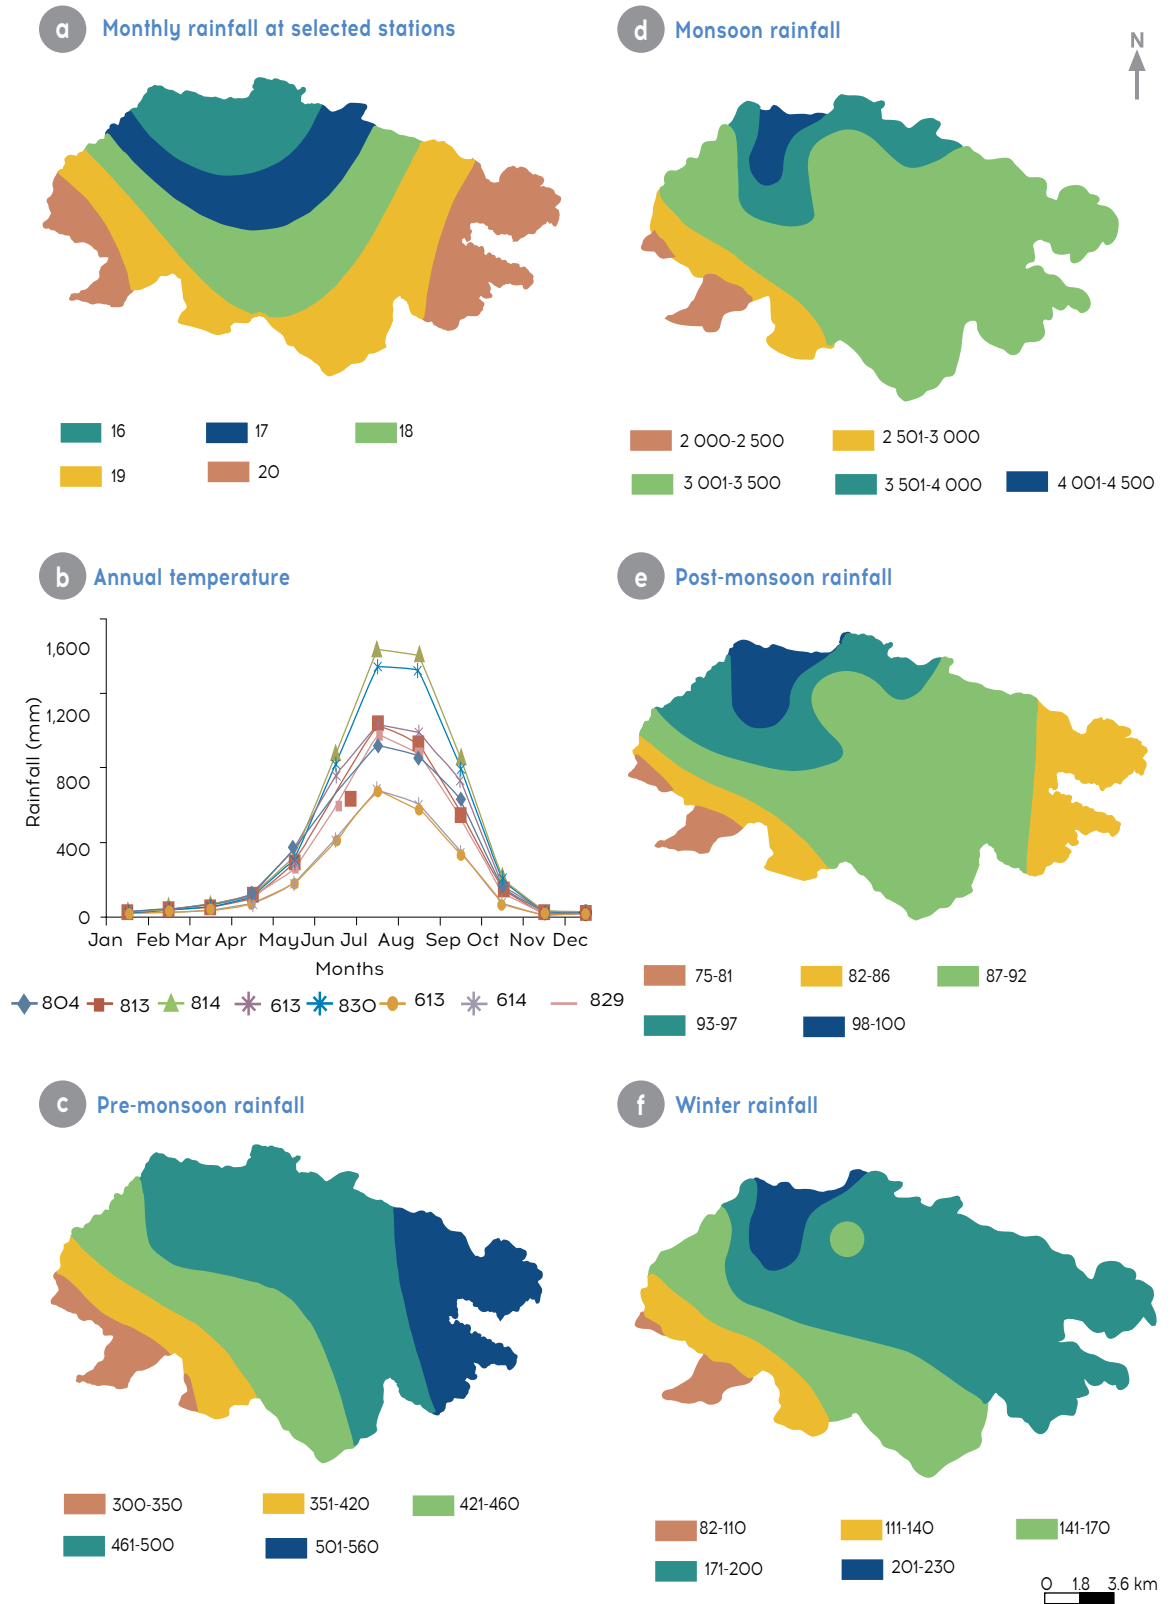 a Monthly rainfall at selected stations
16 17 18
19 20
b Annual temperature
Rainfall (mm)
1,600
1,200
800
400
0
Jan Feb Mar Apr May Jun Jul Aug Sep Oct Nov Dec
Months
804 813 814 613 830 613 614 829
c Pre-monsoon rainfall
300-350 351-420 421-460
461-500 501-560
d Monsoon rainfall
N
2 000-2 500 2 501-3 000
3 001-3 500 3 501-4 000 4 001-4 500
e Post-monsoon rainfall
75-81 82-86 87-92
93-97 98-100
f Winter rainfall
82-110 111-140 141-170
171-200 201-230
0 1.8 3.6 km